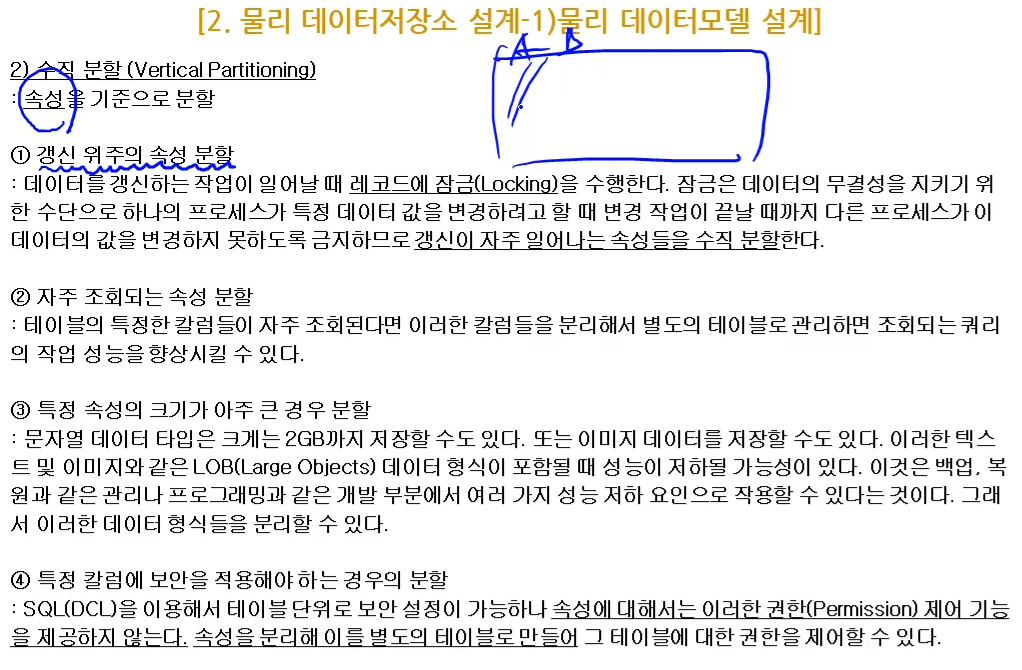 [2. 물리 데이터저장소 설계-1)물리 데이터모델 설계]
A B
2) 수직 분할 (Vertical Partitioning)
: 속성을 기준으로 분할
① 갱신 위주의 속성 분할
: 데이터를 갱신하는 작업이 일어날 때 레코드에 잠금(Locking)을 수행한다. 잠금은 데이터의 무결성을 지키기 위
한 수단으로 하나의 프로세스가 특정 데이터 값을 변경하려고 할 때 변경 작업이 끝날 때까지 다른 프로세스가 이
데이터의 값을 변경하지 못하도록 금지하므로 갱신이 자주 일어나는 속성들을 수직 분할한다.
② 자주 조회되는 속성 분할
: 테이블의 특정한 칼럼들이 자주 조회된다면 이러한 칼럼들을 분리해서 별도의 테이블로 관리하면 조회되는 쿼리
의 작업 성능을 향상시킬 수 있다.
③ 특정 속성의 크기가 아주 큰 경우 분할
: 문자열 데이터 타입은 크게는 2GB까지 저장할 수도 있다. 또는 이미지 데이터를 저장할 수도 있다. 이러한 텍스
트 및 이미지와 같은 LOB(Large Objects) 데이터 형식이 포함될 때 성능이 저하될 가능성이 있다. 이것은 백업, 복
원과 같은 관리나 프로그래밍과 같은 개발 부분에서 여러 가지 성능 저하 요인으로 작용할 수 있다는 것이다. 그래
서 이러한 데이터 형식들을 분리할 수 있다.
④ 특정 칼럼에 보안을 적용해야 하는 경우의 분할
: SQL(DCL)을 이용해서 테이블 단위로 보안 설정이 가능하나 속성에 대해서는 이러한 권한(Permission) 제어 기능
을 제공하지 않는다. 속성을 분리해 이를 별도의 테이블로 만들어 그 테이블에 대한 권한을 제어할 수 있다.